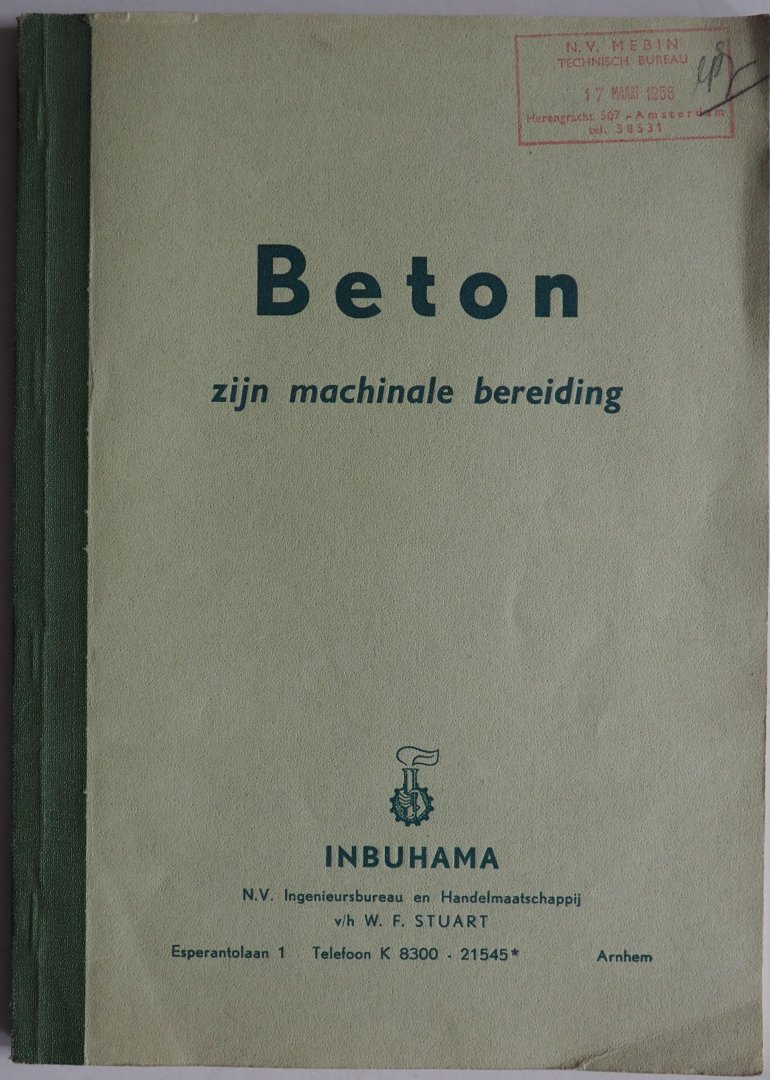 N.V. MEBIN
TECHNISCH BUREAU
17 MAART 1958
Herengracht 507 - Amsterdam
tel. 38531
Beton
zijn machinale bereiding
INBUHAMA
N.V. Ingenieursbureau en Handelmaatschappij
v/h W. F. STUART
Esperantolaan 1 Telefoon K 8300 - 21545* Arnhem